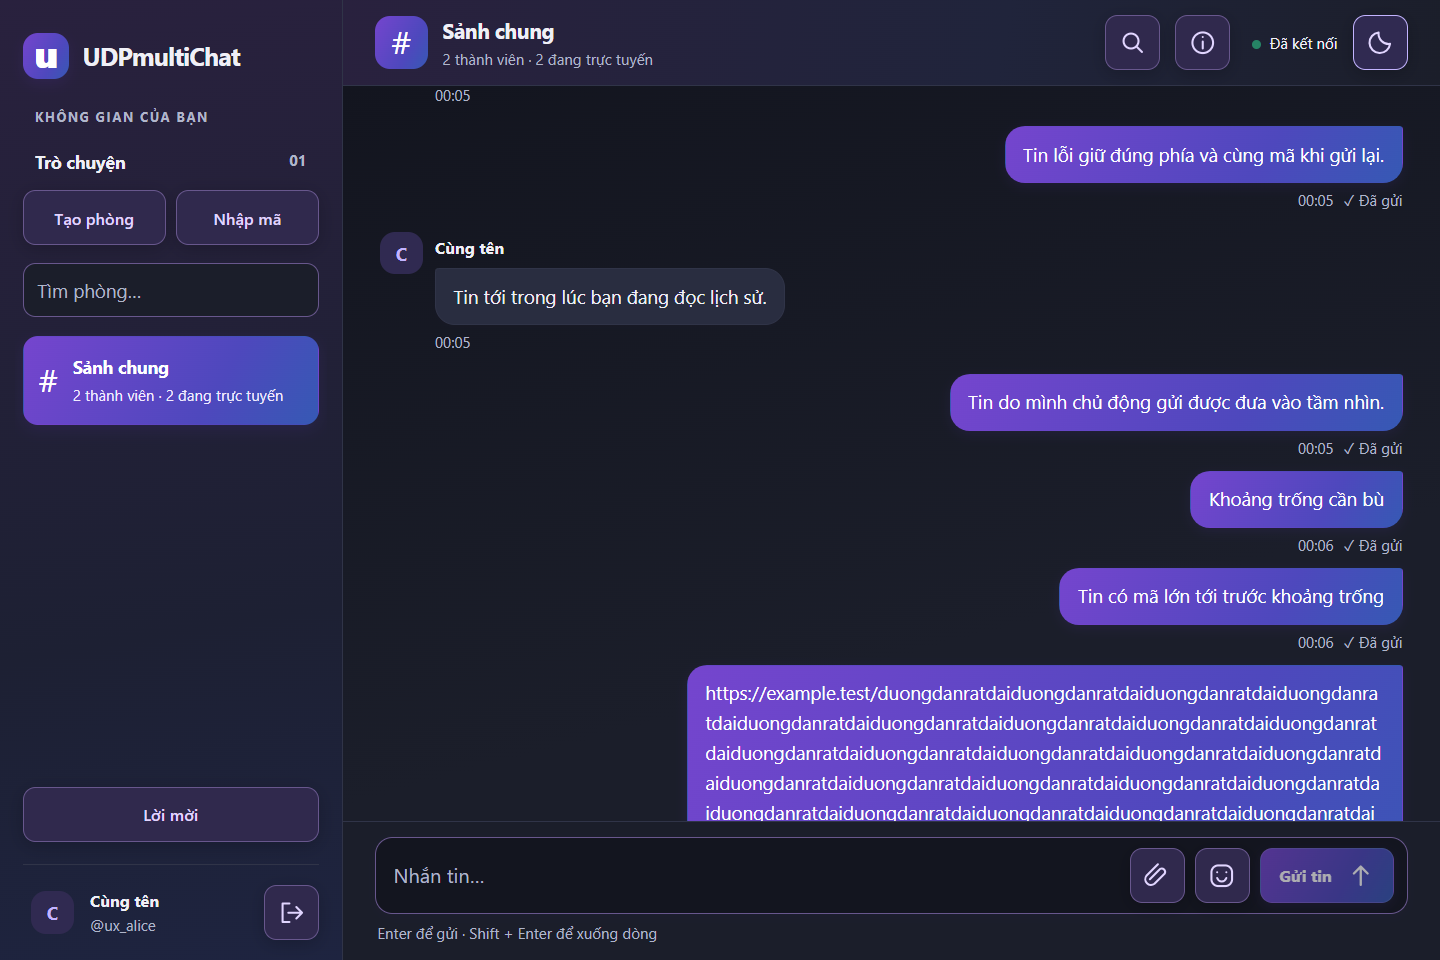 u UDPmultiChat
KHÔNG GIAN CỦA BẠN
Trò chuyện 01
Tạo phòng Nhập mã
Tìm phòng...
# Sảnh chung
2 thành viên · 2 đang trực tuyến
Lời mời
C Cùng tên
@ux_alice
# Sảnh chung
2 thành viên · 2 đang trực tuyến
Đã kết nối
00:05
Tin lỗi giữ đúng phía và cùng mã khi gửi lại.
00:05 ✓ Đã gửi
C Cùng tên
Tin tới trong lúc bạn đang đọc lịch sử.
00:05
Tin do mình chủ động gửi được đưa vào tầm nhìn.
00:05 ✓ Đã gửi
Khoảng trống cần bù
00:06 ✓ Đã gửi
Tin có mã lớn tới trước khoảng trống
00:06 ✓ Đã gửi
https://example.test/duongdanratdaiduongdanratdaiduongdanratdaiduongdanra
tdaiduongdanratdaiduongdanratdaiduongdanratdaiduongdanratdaiduongdanrat
daiduongdanratdaiduongdanratdaiduongdanratdaiduongdanratdaiduongdanratd
aiduongdanratdaiduongdanratdaiduongdanratdaiduongdanratdaiduongdanratda
iduongdanratdaiduongdanratdaiduongdanratdaiduongdanratdaiduongdanratdai
Nhắn tin...
Gửi tin
Enter để gửi · Shift + Enter để xuống dòng